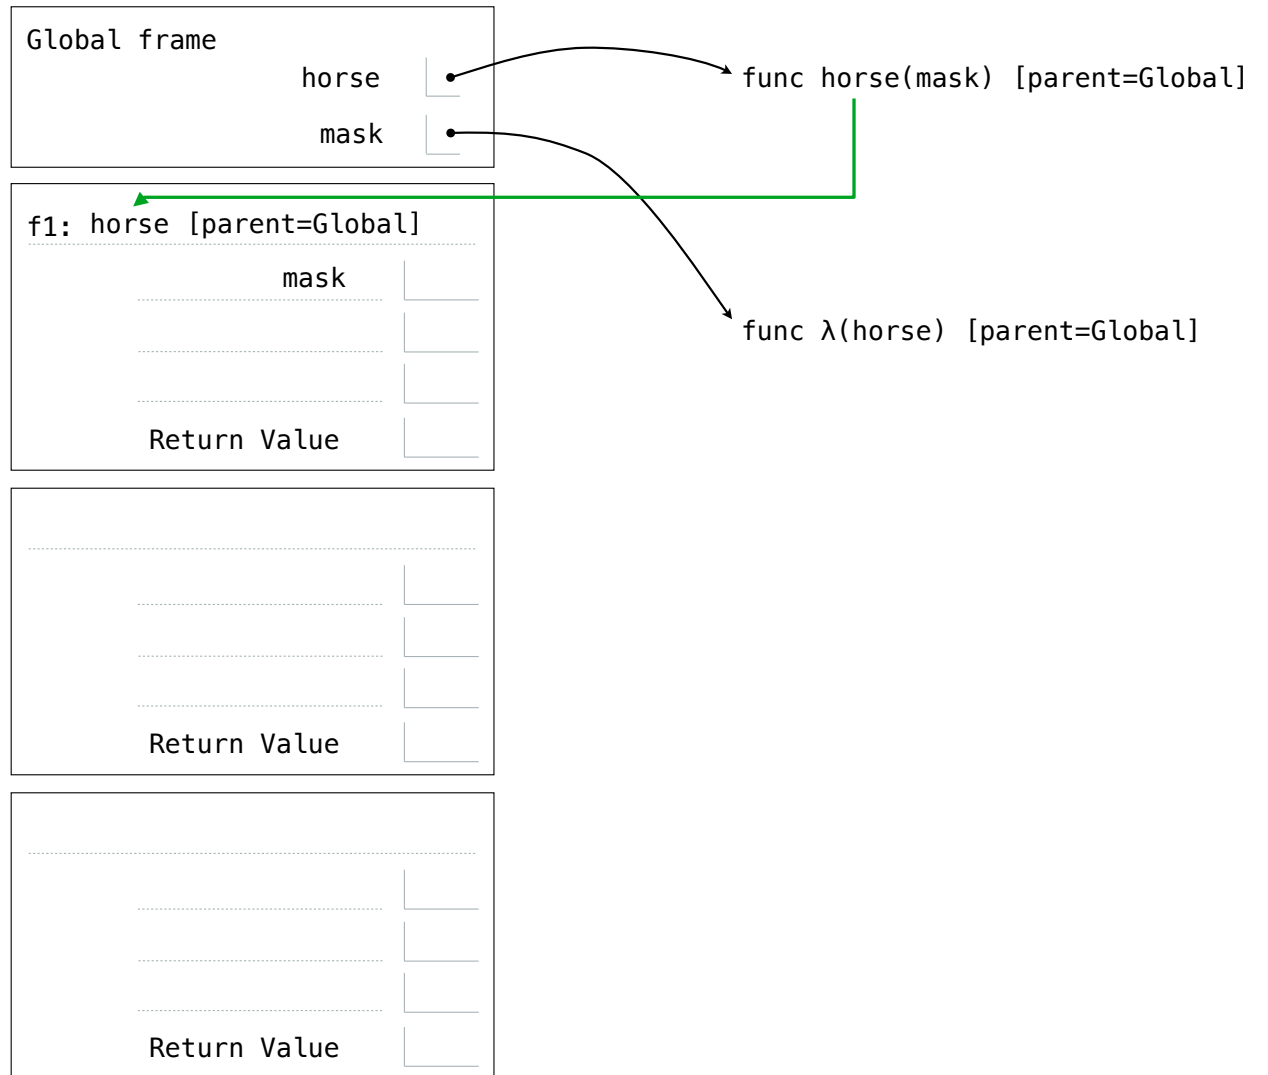 Global frame
horse
func horse(mask) [parent=Global]
mask
f1: horse [parent=Global]
mask
func λ(horse) [parent=Global]
Return Value
Return Value
Return Value